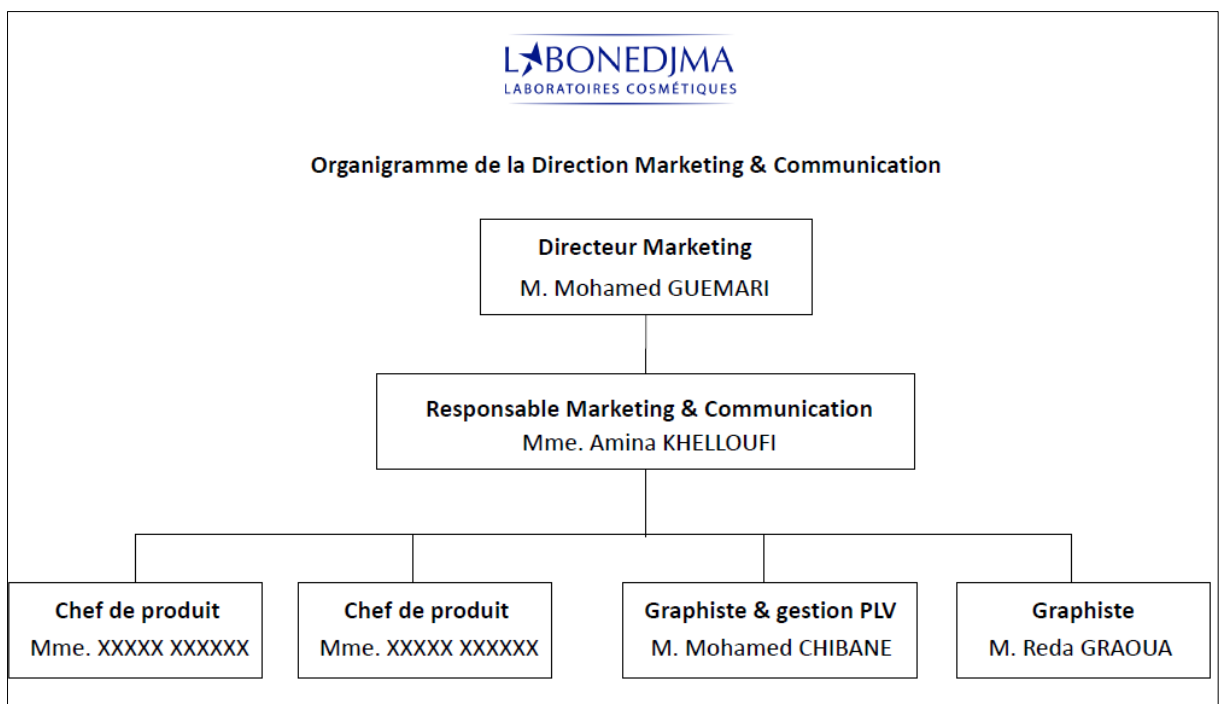 LABONEDJMA
LABORATOIRES COSMÉTIQUES
Organigramme de la Direction Marketing & Communication
Directeur Marketing
M. Mohamed GUEMARI
Responsable Marketing & Communication
Mme. Amina KHELLOUFI
Chef de produit
Mme. XXXXX XXXXXX
Chef de produit
Mme. XXXXX XXXXXX
Graphiste & gestion PLV
M. Mohamed CHIBANE
Graphiste
M. Reda GRAOUA